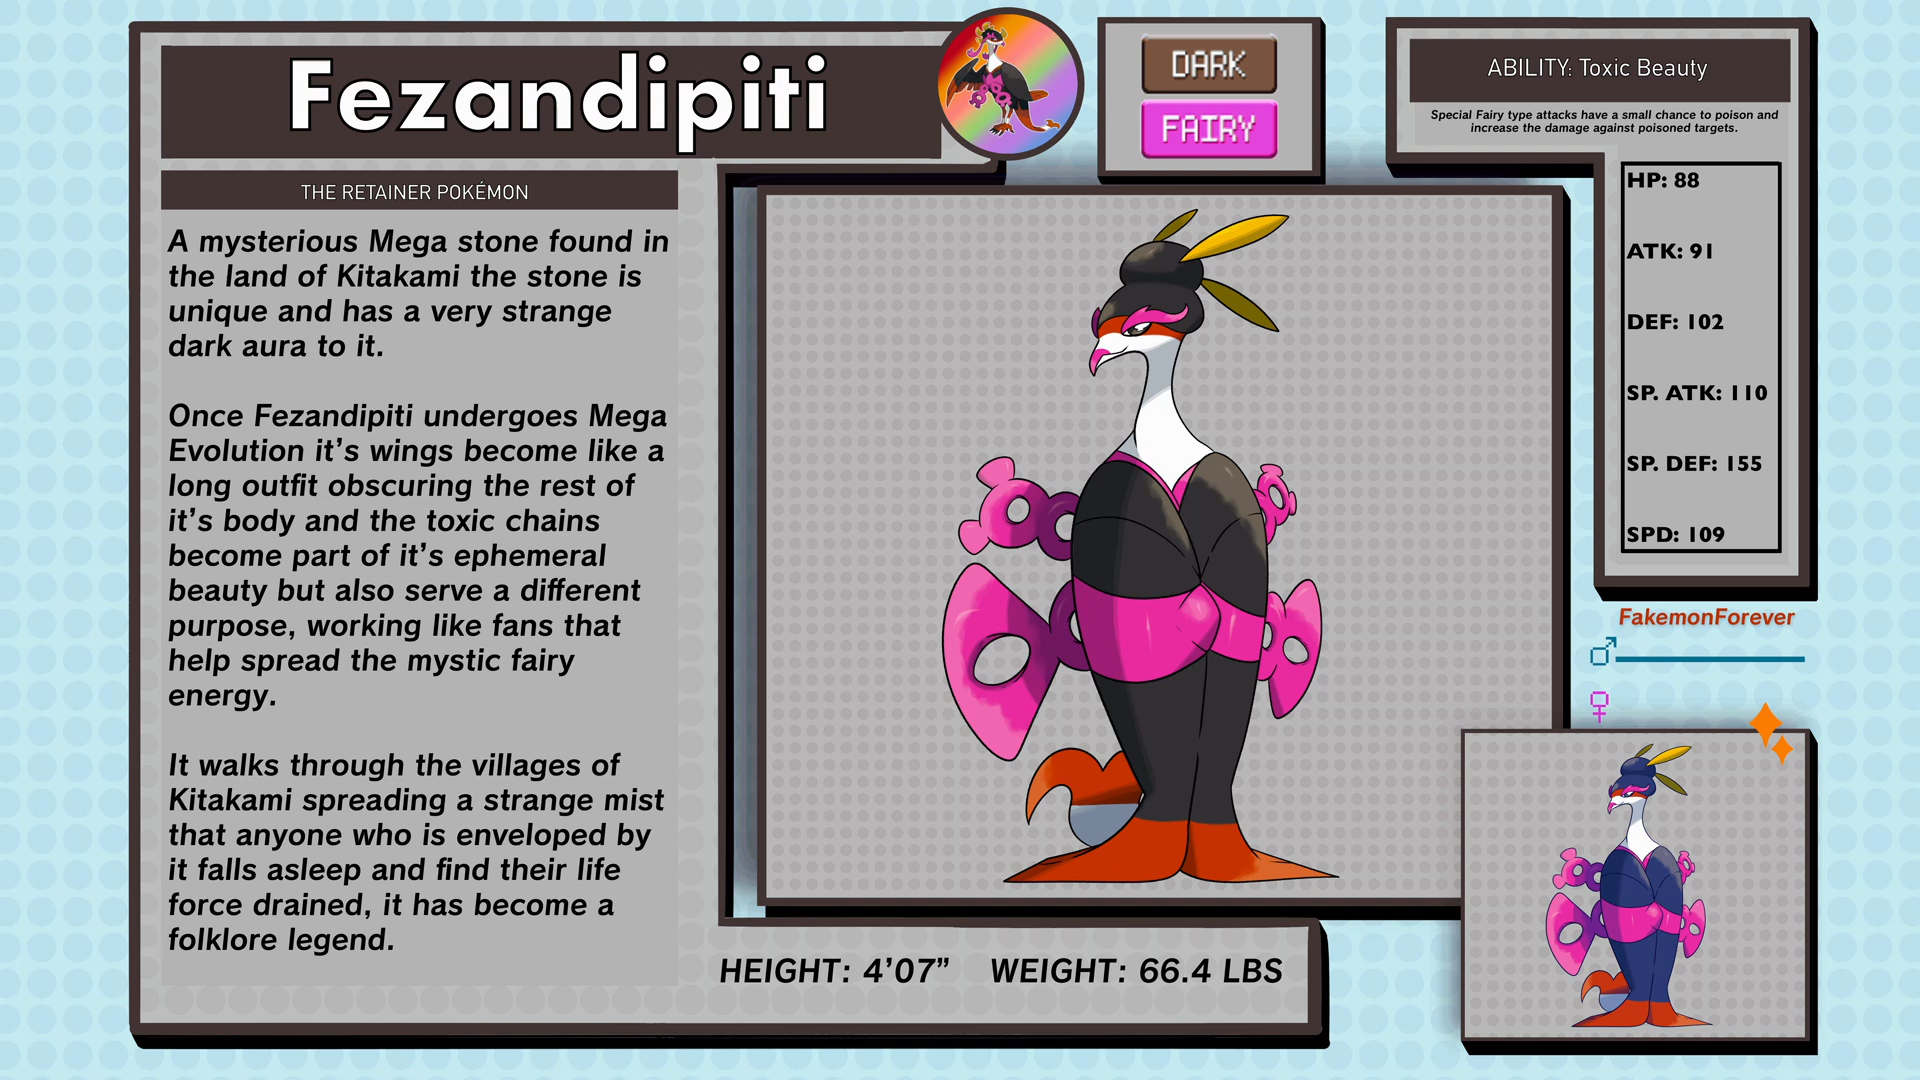 Fezandipiti
DARK
FAIRY
ABILITY: Toxic Beauty
Special Fairy type attacks have a small chance to poison and
increase the damage against poisoned targets.
HP: 88
ATK: 91
DEF: 102
SP. ATK: 110
SP. DEF: 155
SPD: 109
THE RETAINER POKÉMON
A mysterious Mega stone found in
the land of Kitakami the stone is
unique and has a very strange
dark aura to it.
Once Fezandipiti undergoes Mega
Evolution it’s wings become like a
long outfit obscuring the rest of
it’s body and the toxic chains
become part of it’s ephemeral
beauty but also serve a different
purpose, working like fans that
help spread the mystic fairy
energy.
It walks through the villages of
Kitakami spreading a strange mist
that anyone who is enveloped by
it falls asleep and find their life
force drained, it has become a
folklore legend.
FakemonForever
♂
♀
HEIGHT: 4’07” WEIGHT: 66.4 LBS